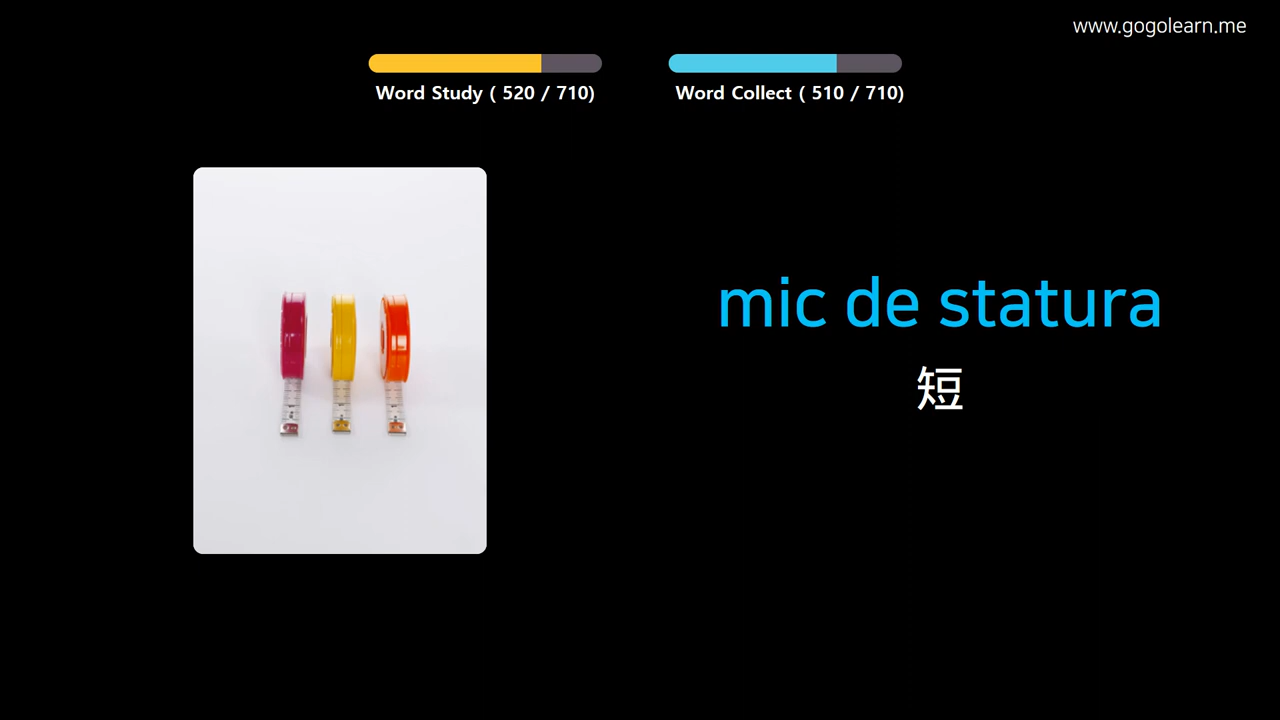 www.gogolearn.me
Word Study ( 520 / 710)
Word Collect ( 510 / 710)
mic de statura
短